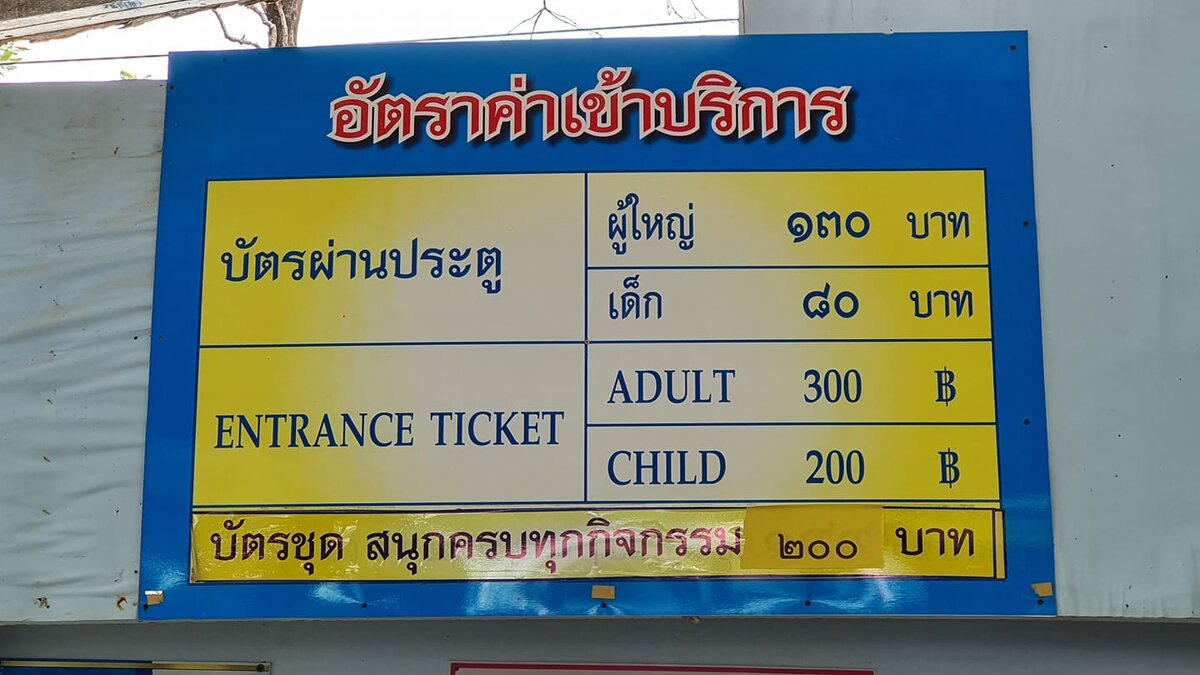 อัตราค่าเข้าบริการ
บัตรผ่านประตู
ผู้ใหญ่ ๑๓๐ บาท
เด็ก ๘๐ บาท
ENTRANCE TICKET
ADULT 300 ฿
CHILD 200 ฿
บัตรชุด สนุกครบทุกกิจกรรม ๒๐๐ บาท